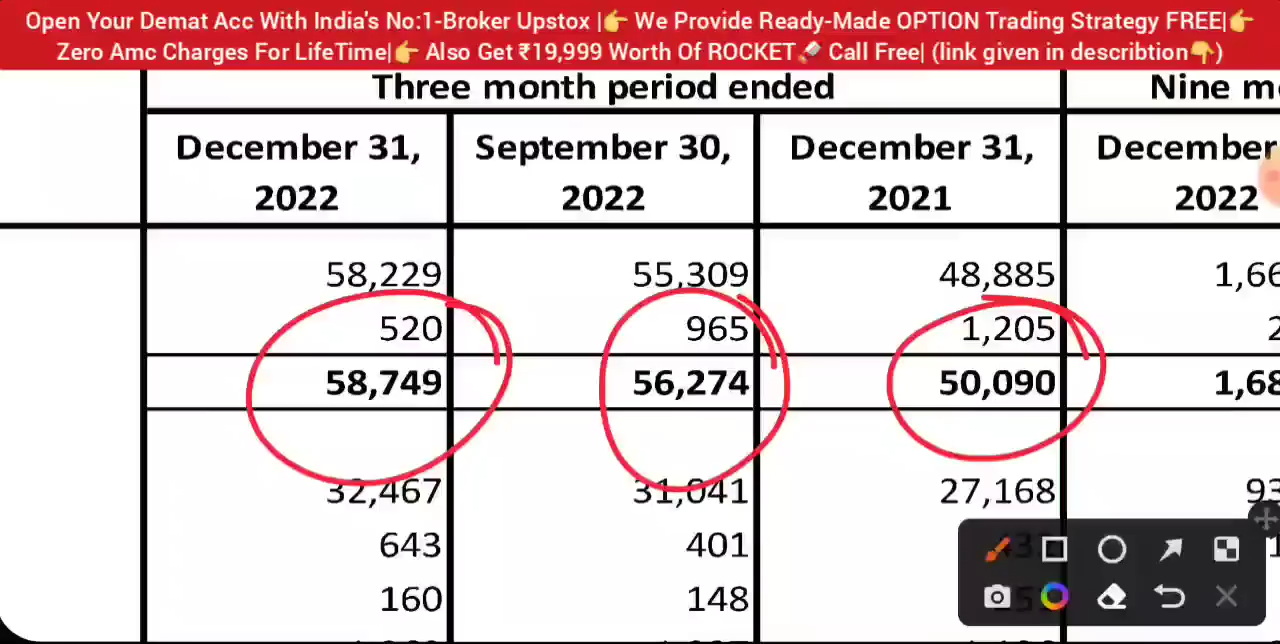 Open Your Demat Acc With India's No:1-Broker Upstox |👉 We Provide Ready-Made OPTION Trading Strategy FREE|👉
Zero Amc Charges For LifeTime|👉 Also Get ₹19,999 Worth Of ROCKET🚀 Call Free| (link given in describtion👇)
Three month period ended
December 31, 2022
September 30, 2022
December 31, 2021
December 2022
58,229 55,309 48,885
520 965 1,205
58,749 56,274 50,090
32,467 31,041 27,168
643 401
160 148